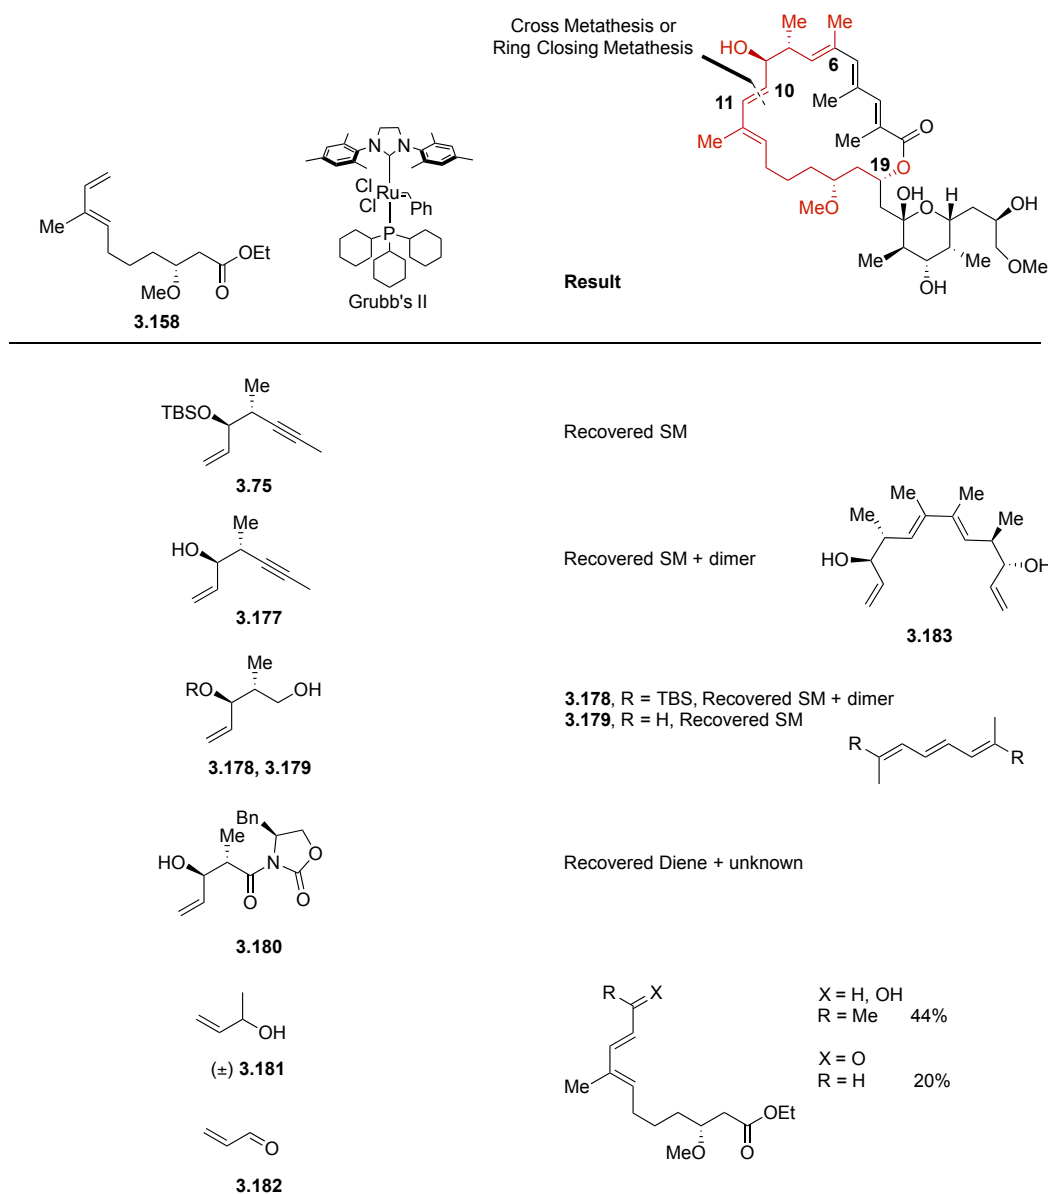 Cross Metathesis or
Ring Closing Metathesis
HO
Me
Me
6
10
11
Me
Me
Me
O
O
19
MeO
OH
O
H
OH
Me
Me
OMe
OH
Me
MeO
O
OEt
3.158
N
N
Cl
Cl
Ru
Ph
P
Grubb's II
Result
Me
TBSO
3.75
Recovered SM
Me
HO
3.177
Recovered SM + dimer
Me
Me
Me
Me
HO
OH
3.183
Me
RO
OH
3.178, 3.179
3.178, R = TBS, Recovered SM + dimer
3.179, R = H, Recovered SM
R
R
Bn
Me
HO
N
O
O
O
3.180
Recovered Diene + unknown
OH
(±) 3.181
O
3.182
R
X
Me
MeO
O
OEt
X = H, OH
R = Me 44%
X = O
R = H 20%